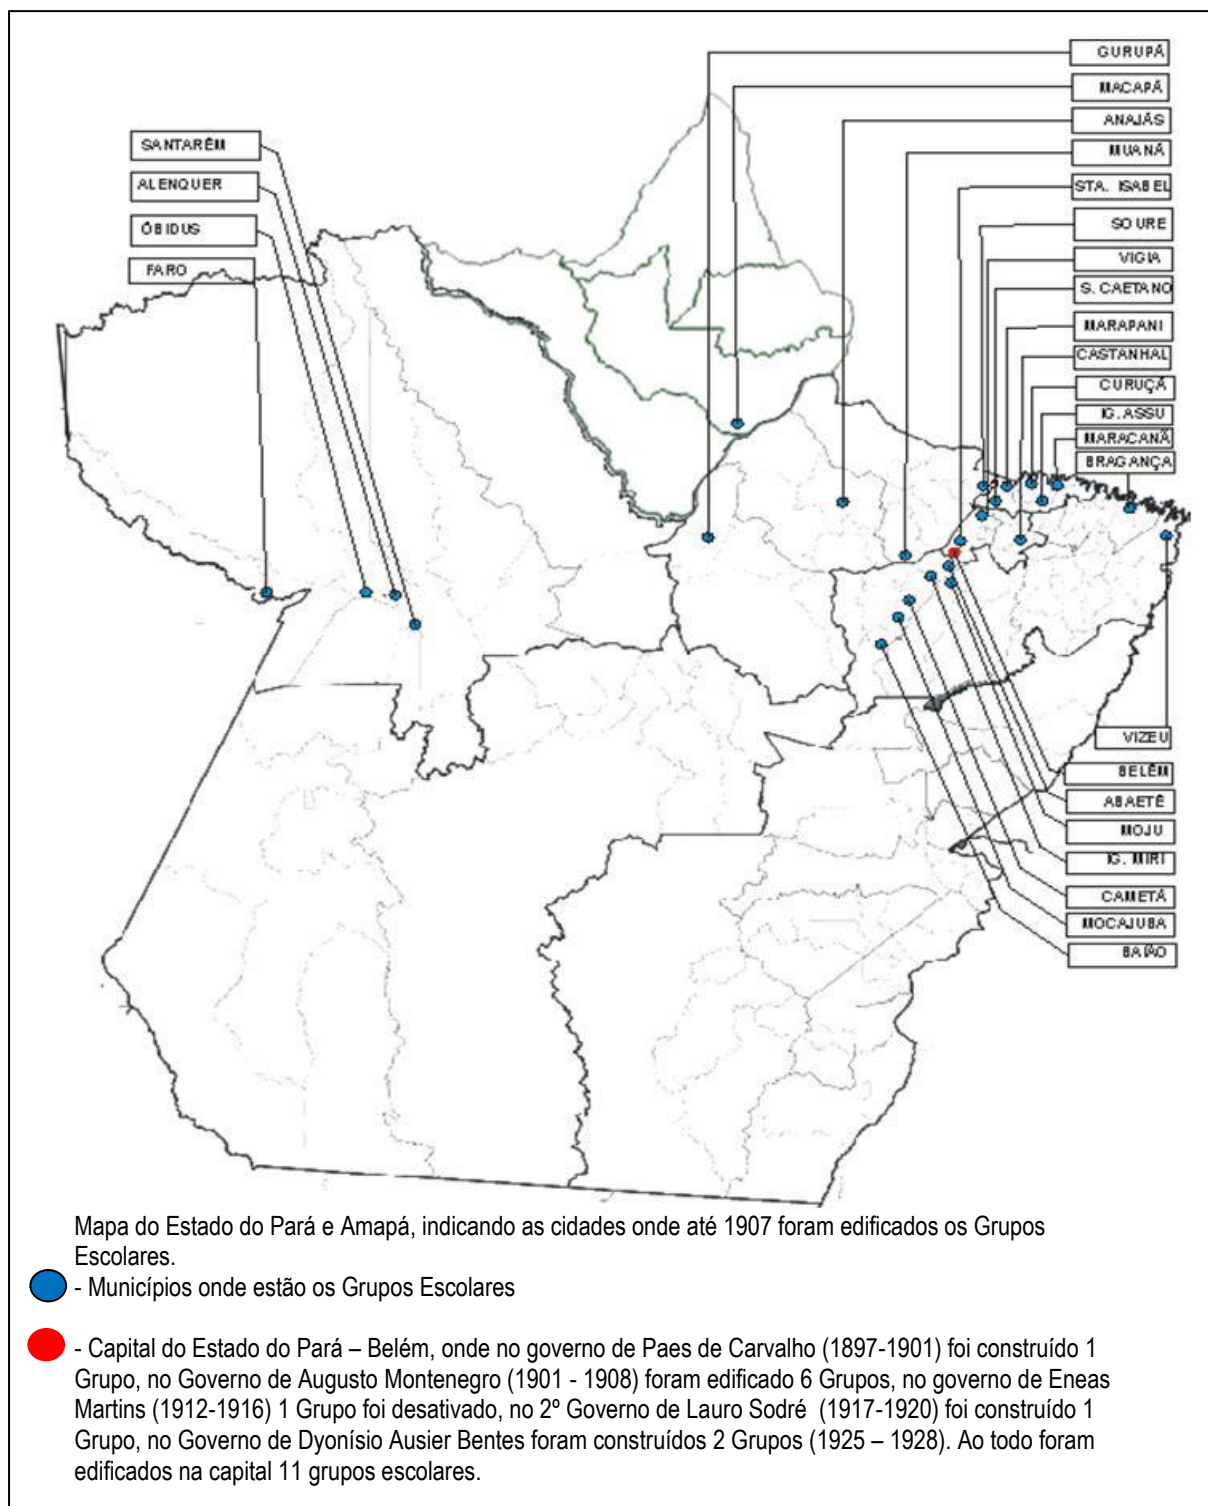 GURUPÁ
MACAPÁ
ANAJÁS
MUANÁ
STA. ISABEL
SOURE
VIGIA
S. CAETANO
MARAPANI
CASTANHAL
CURUÇÁ
IG. ASSU
MARACANÃ
BRAGANÇA
SANTARÊM
ALENQUER
ÓBIDUS
FARO
VIZEU
BELÉM
ABAETÉ
MOJU
IG. MIRI
CAMETÁ
MOCAJUBA
BAIÃO
Mapa do Estado do Pará e Amapá, indicando as cidades onde até 1907 foram edificados os Grupos
Escolares.
- Municípios onde estão os Grupos Escolares
- Capital do Estado do Pará – Belém, onde no governo de Paes de Carvalho (1897-1901) foi construído 1
Grupo, no Governo de Augusto Montenegro (1901 - 1908) foram edificado 6 Grupos, no governo de Eneas
Martins (1912-1916) 1 Grupo foi desativado, no 2º Governo de Lauro Sodré (1917-1920) foi construído 1
Grupo, no Governo de Dyonísio Ausier Bentes foram construídos 2 Grupos (1925 – 1928). Ao todo foram
edificados na capital 11 grupos escolares.